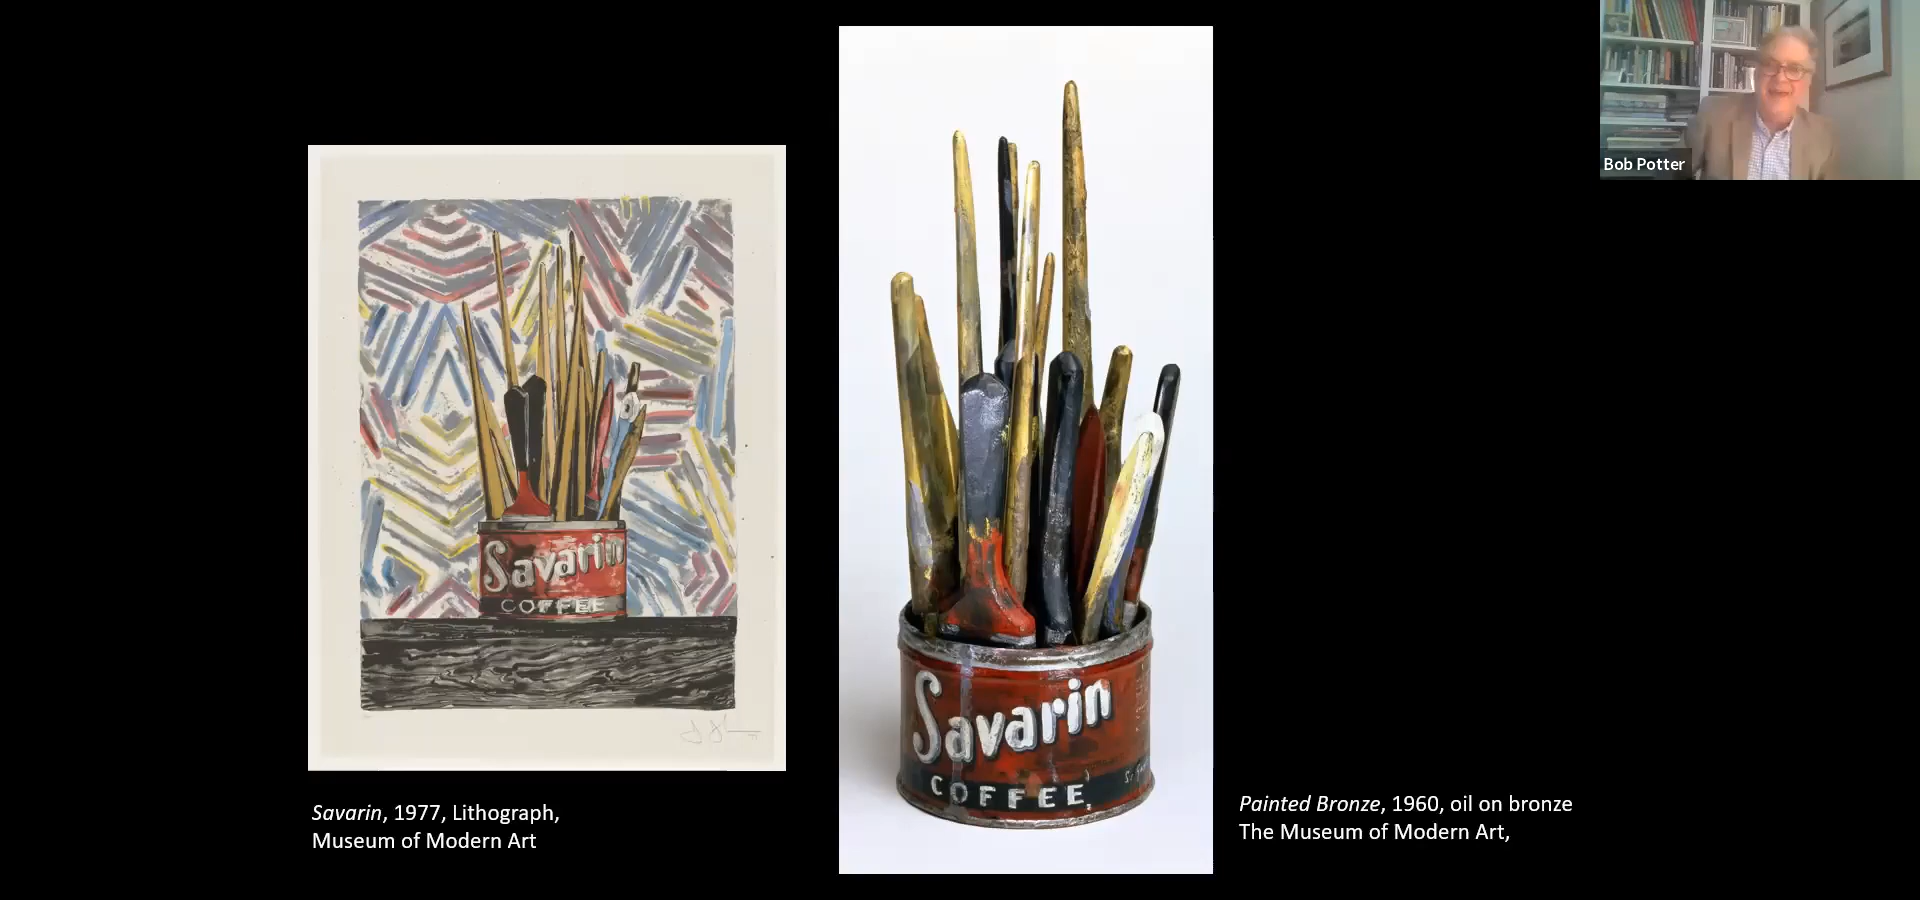 Bob Potter
Savarin
COFFEE
Savarin
COFFEE
Savarin, 1977, Lithograph,
Museum of Modern Art
Painted Bronze, 1960, oil on bronze
The Museum of Modern Art,